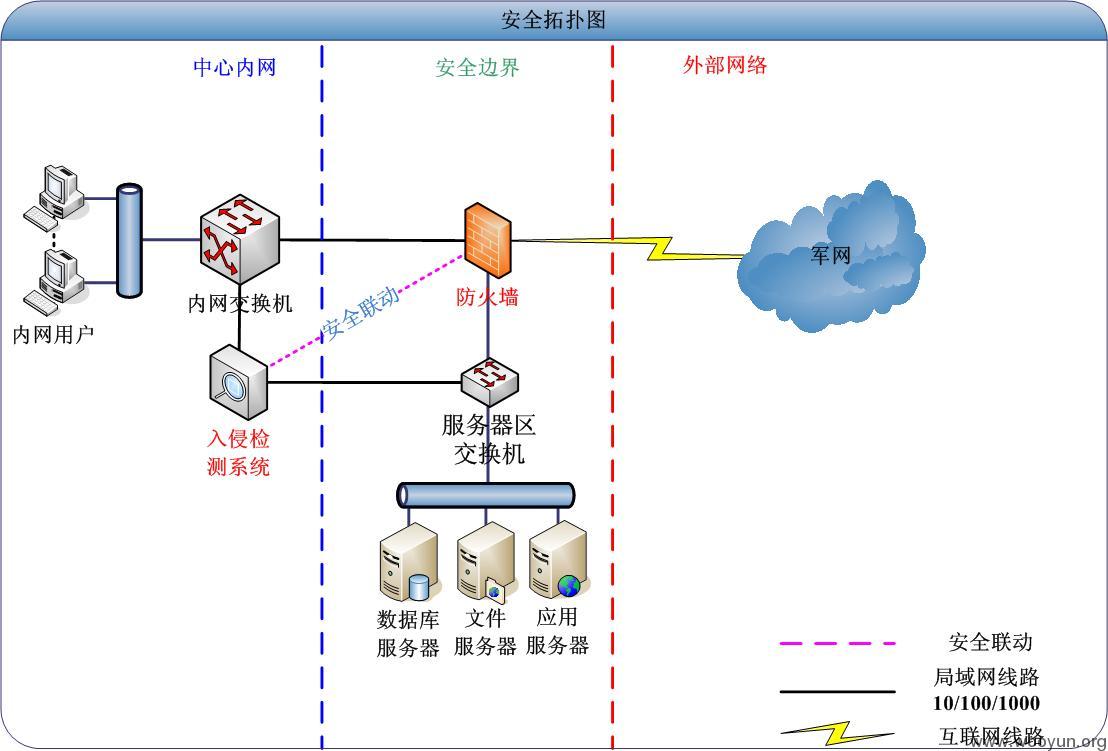 安全拓扑图
中心内网
安全边界
外部网络
军网
内网交换机
防火墙
安全联动
内网用户
服务器区
交换机
入侵检
测系统
数据库
服务器
文件
服务器
应用
服务器
安全联动
局域网线路
10/100/1000
互联网线路
www.wooyun.org